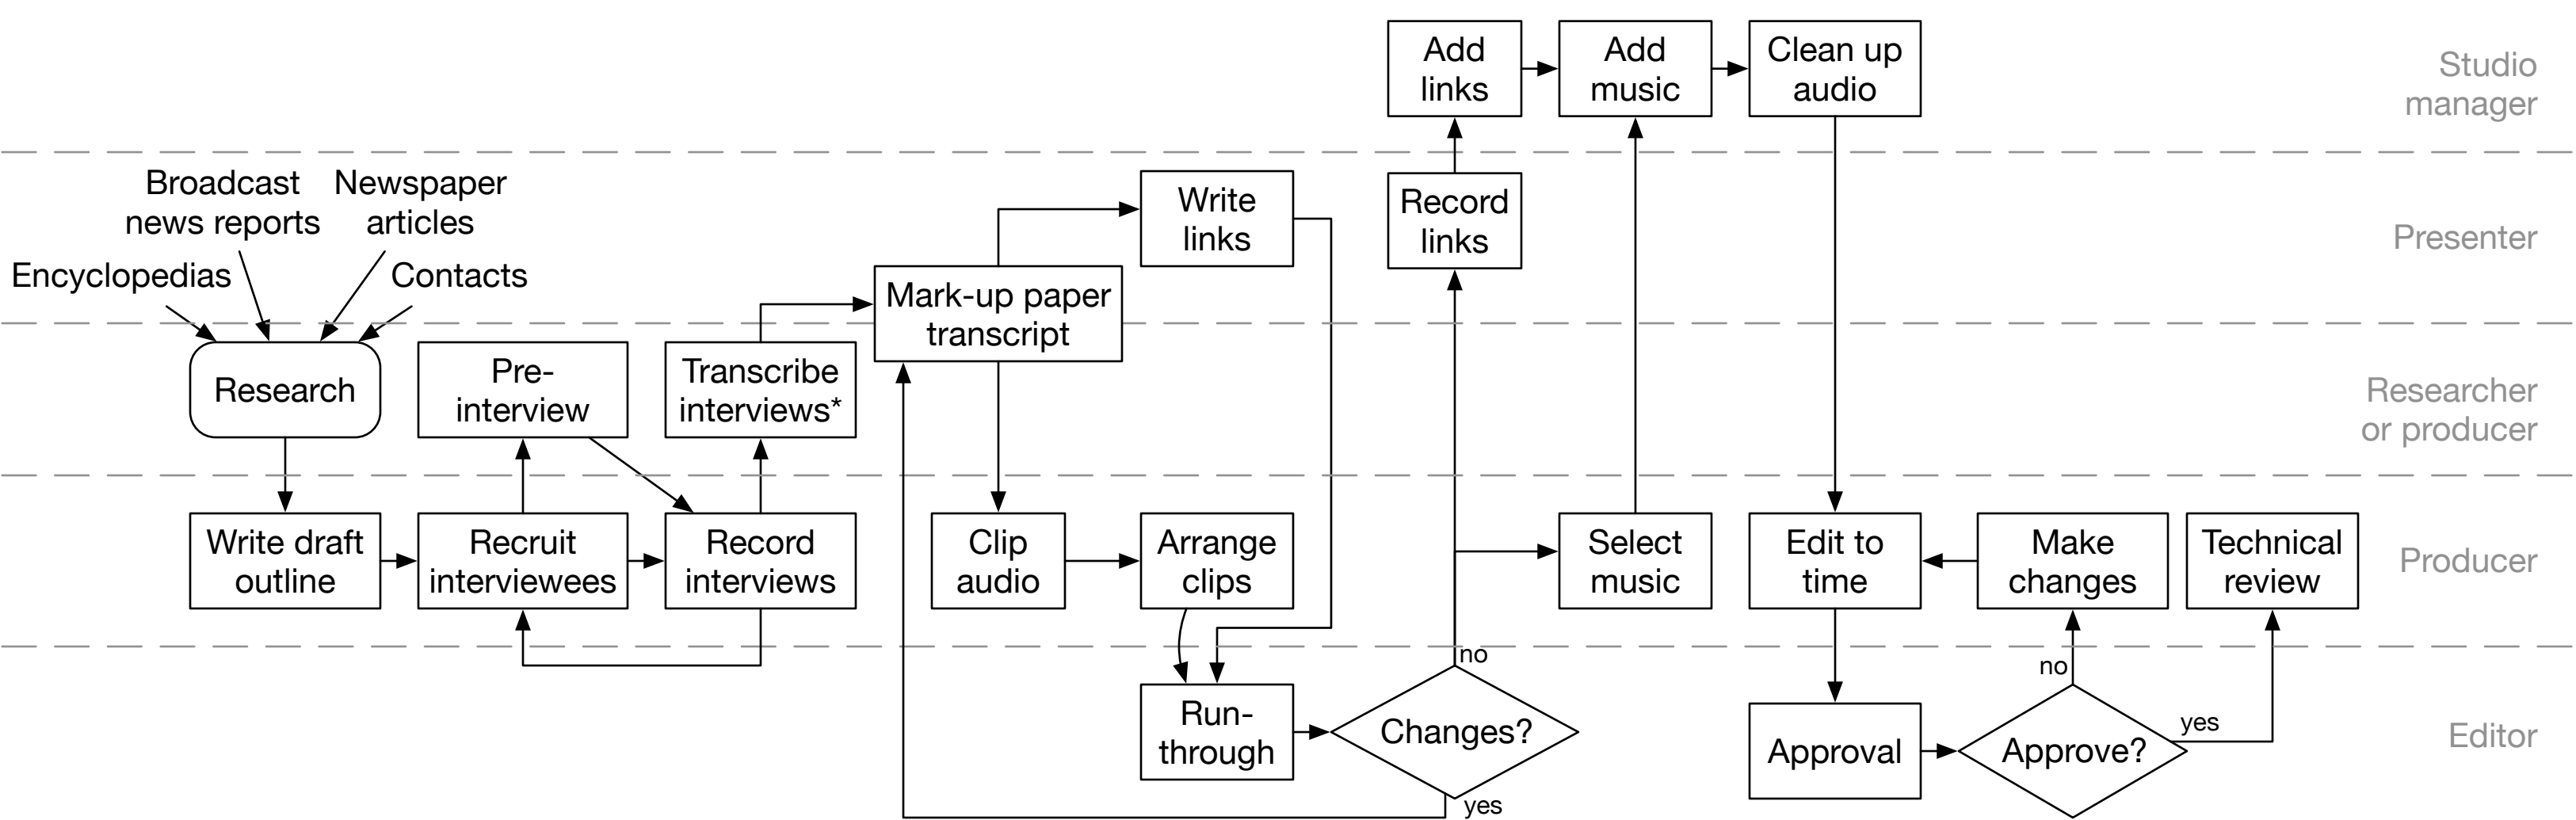 Add
links
Add
music
Clean up
audio
Studio
manager
Broadcast
news reports
Newspaper
articles
Encyclopedias
Contacts
Write
links
Record
links
Presenter
Mark-up paper
transcript
Research
Pre-
interview
Transcribe
interviews*
Researcher
or producer
Write draft
outline
Recruit
interviewees
Record
interviews
Clip
audio
Arrange
clips
Select
music
Edit to
time
Make
changes
Technical
review
Producer
no
no
Run-
through
Changes?
yes
Approval
Approve?
yes
Editor